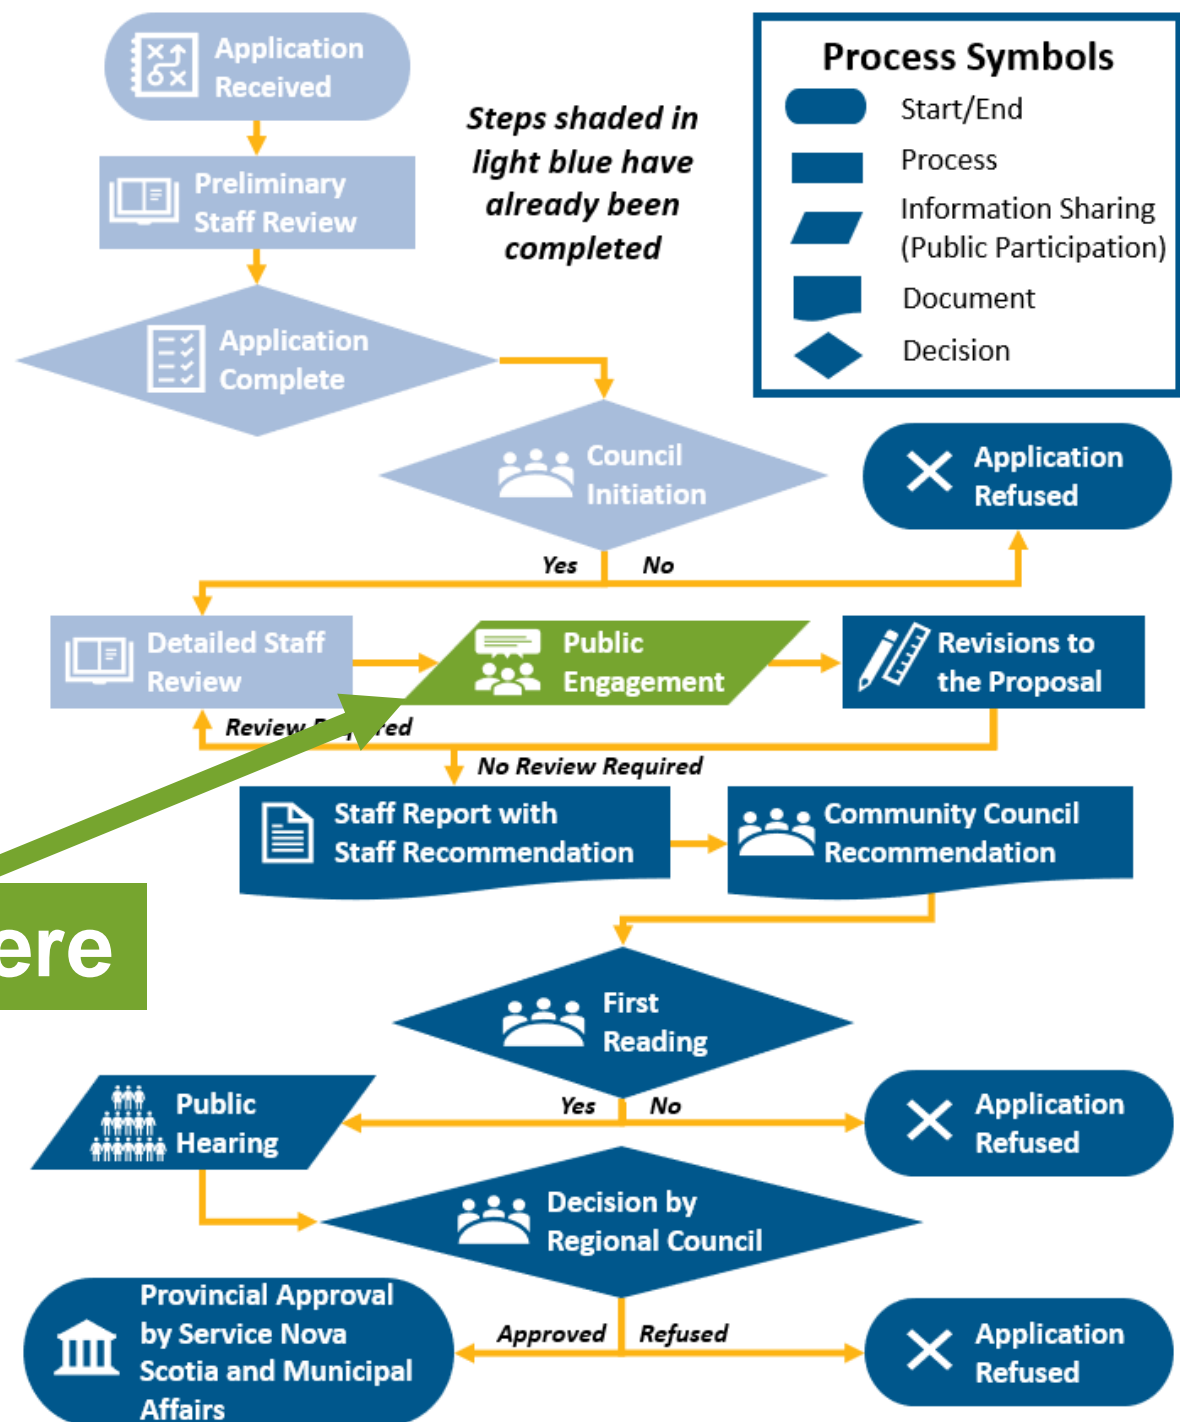 Application
Received
Steps shaded in
light blue have
already been
completed
Process Symbols
Start/End
Process
Information Sharing
(Public Participation)
Document
Decision
Preliminary
Staff Review
Application
Complete
Council
Initiation
Application
Refused
Yes
No
Detailed Staff
Review
Public
Engagement
Revisions to
the Proposal
Review Required
No Review Required
Staff Report with
Staff Recommendation
Community Council
Recommendation
ere
First
Reading
Yes
No
Public
Hearing
Application
Refused
Decision by
Regional Council
Approved
Refused
Provincial Approval
by Service Nova
Scotia and Municipal
Affairs
Application
Refused